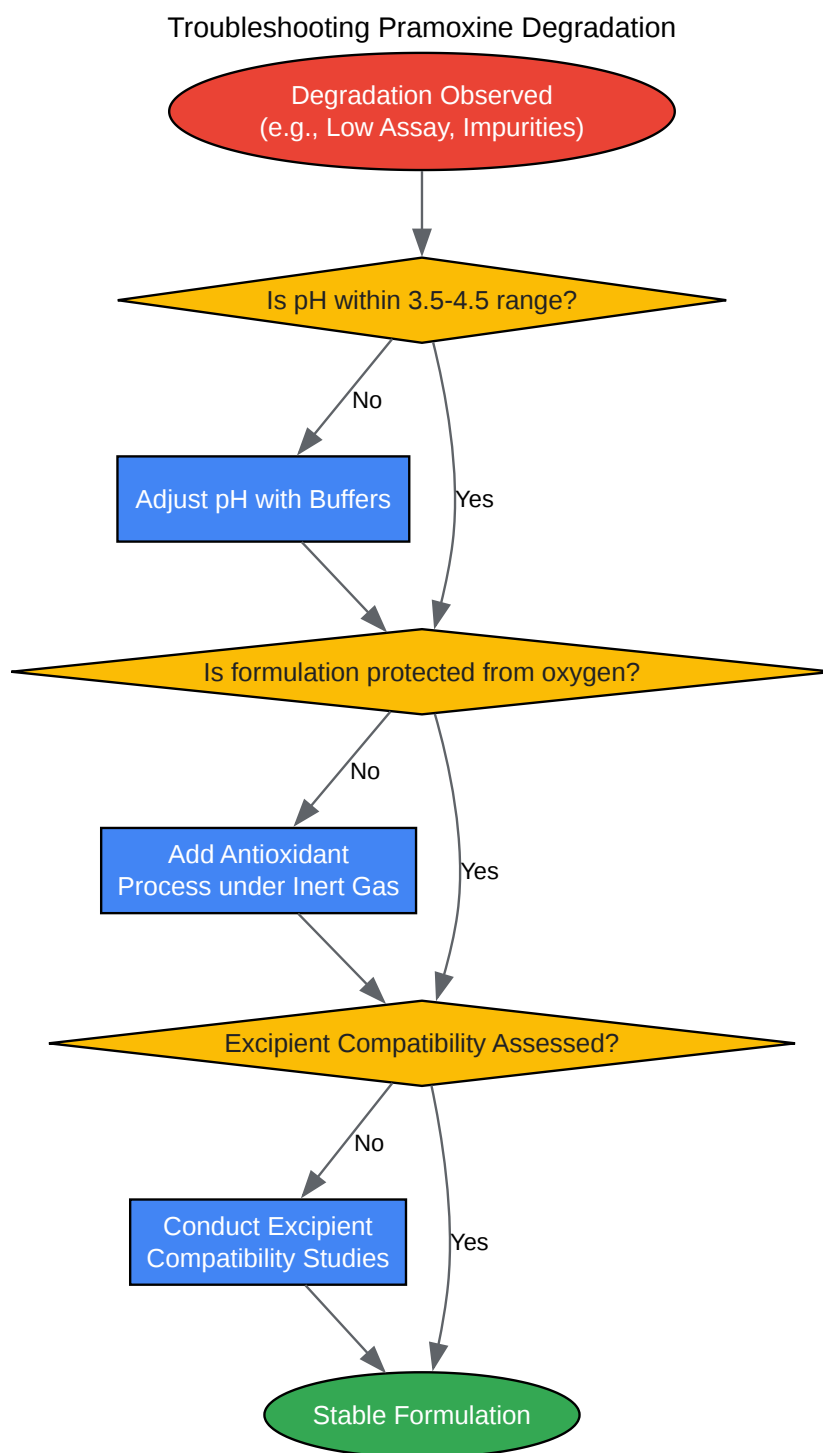 Troubleshooting Pramoxine Degradation
Degradation Observed
(e.g., Low Assay, Impurities)
Is pH within 3.5-4.5 range?
No
Adjust pH with Buffers
Yes
Is formulation protected from oxygen?
No
Add Antioxidant
Process under Inert Gas
Yes
Excipient Compatibility Assessed?
No
Conduct Excipient
Compatibility Studies
Yes
Stable Formulation